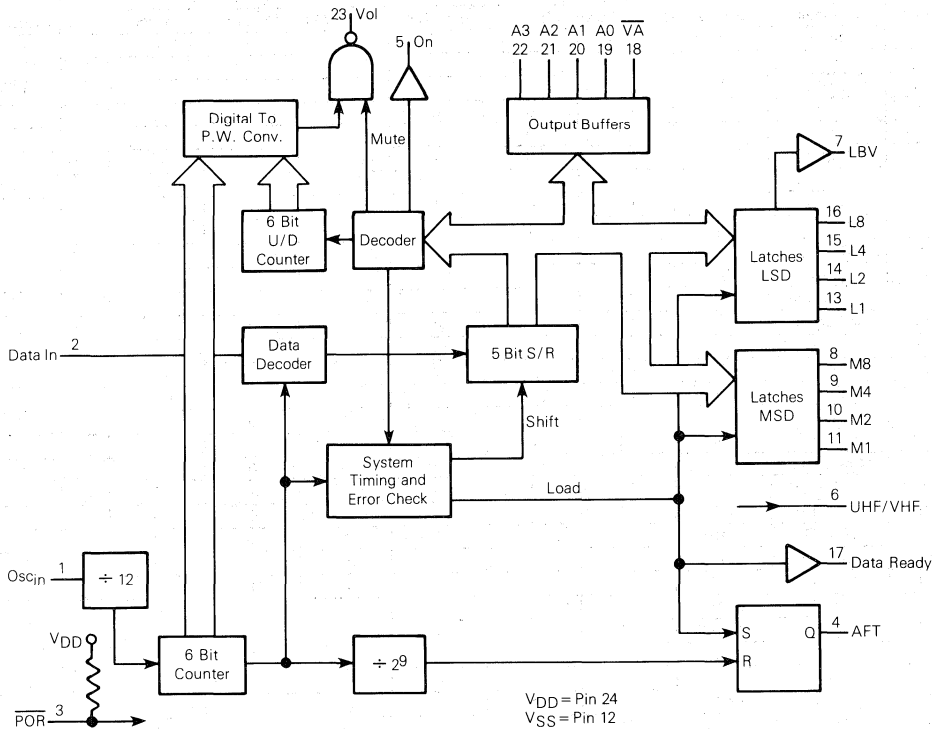 23 Vol
5 On
A3 A2 A1 A0 VA
22 21 20 19 18
Digital To
P.W. Conv.
Mute
Output Buffers
7 LBV
6 Bit
U/D
Counter
Decoder
Latches
LSD
16 L8
15 L4
14 L2
13 L1
Data In 2
Data
Decoder
5 Bit S/R
Latches
MSD
8 M8
9 M4
10 M2
11 M1
Shift
System
Timing and
Error Check
Load
6 UHF/VHF
17 Data Ready
Oscin 1
÷ 12
VDD
6 Bit
Counter
÷ 2⁹
S Q
R
4 AFT
POR 3
VDD = Pin 24
VSS = Pin 12